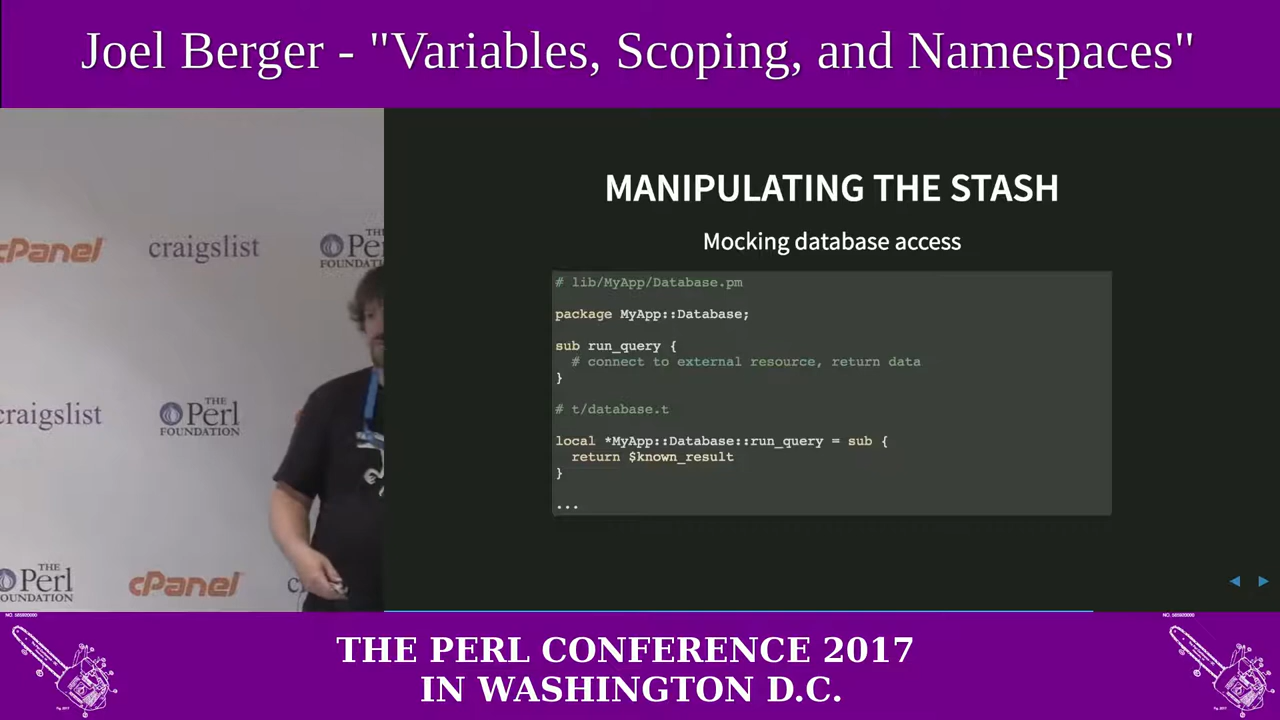 Joel Berger - "Variables, Scoping, and Namespaces"
cPanel
craigslist
THE
Perl
FOUNDATION
craigslist
THE
Perl
FOUNDATION
THE
Perl
FOUNDATION
cPanel
MANIPULATING THE STASH
Mocking database access
# lib/MyApp/Database.pm
package MyApp::Database;
sub run_query {
# connect to external resource, return data
}
# t/database.t
local *MyApp::Database::run_query = sub {
return $known_result
}
...
THE PERL CONFERENCE 2017
IN WASHINGTON D.C.